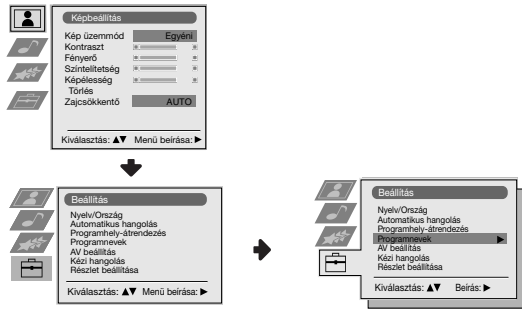 Képbeállítás
Kép üzemmód Egyéni
Kontraszt
Fényerő
Színtelítetség
Képélesség
Törlés
Zajcsökkentő AUTO
Kiválasztás: ▲▼ Menü beírása: ▶
Beállítás
Nyelv/Ország
Automatikus hangolás
Programhely-átrendezés
Programnevek
AV beállítás
Kézi hangolás
Részlet beállítása
Kiválasztás: ▲▼ Menü beírása: ▶
Beállítás
Nyelv/Ország
Automatikus hangolás
Programhely-átrendezés
Programnevek ▶
AV beállítás
Kézi hangolás
Részlet beállítása
Kiválasztás: ▲▼ Beírás: ▶